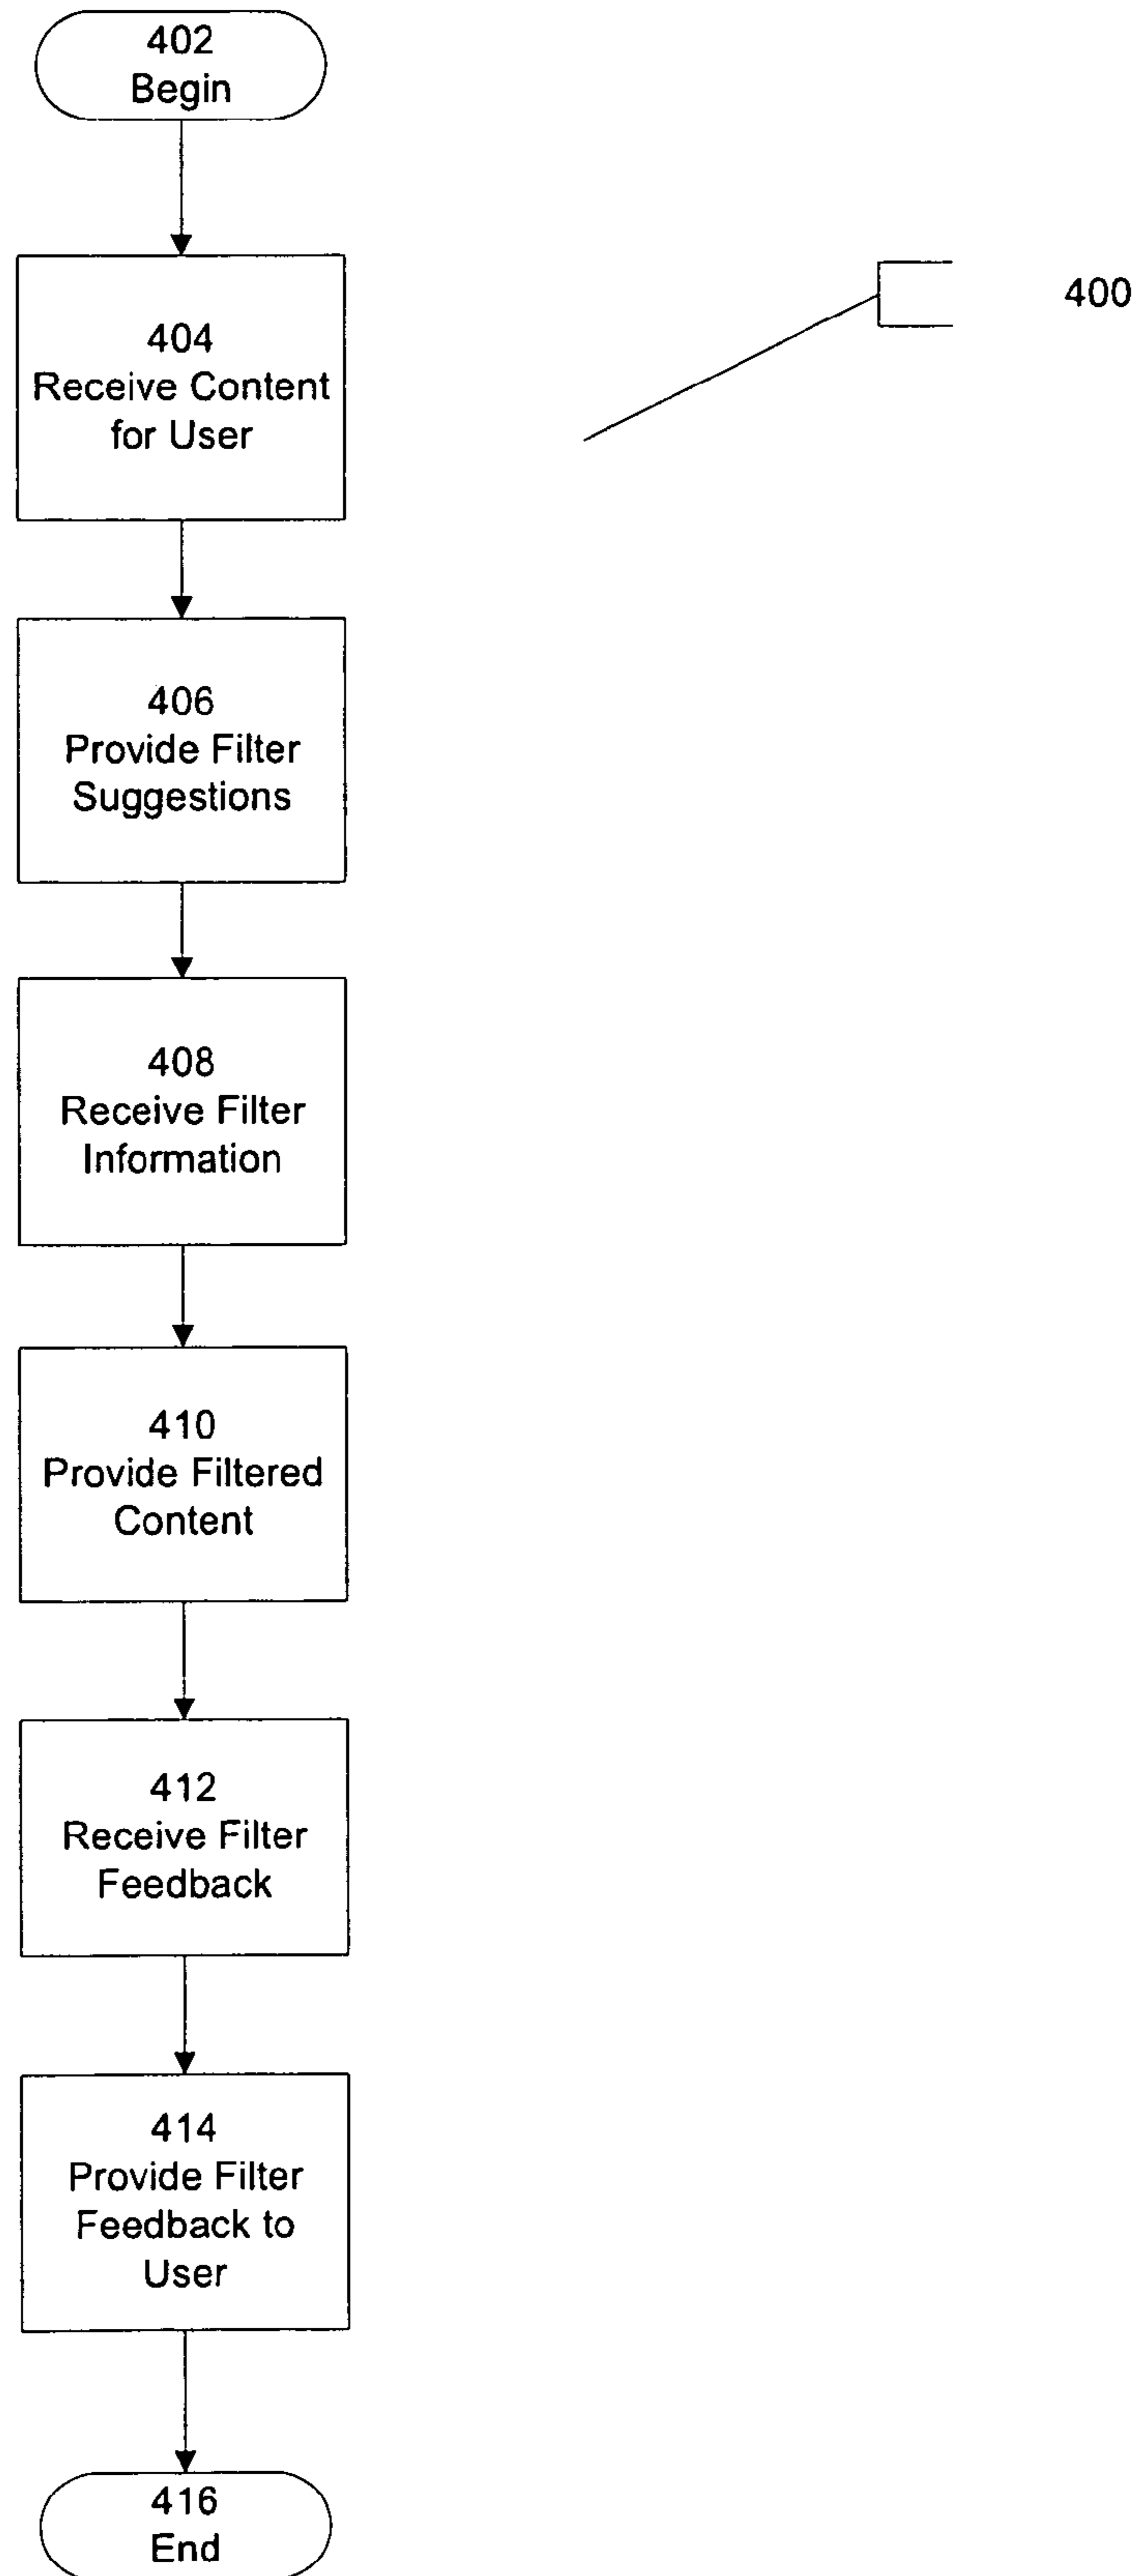 402
Begin
404
Receive Content
for User
400
406
Provide Filter
Suggestions
408
Receive Filter
Information
410
Provide Filtered
Content
412
Receive Filter
Feedback
414
Provide Filter
Feedback to
User
416
End